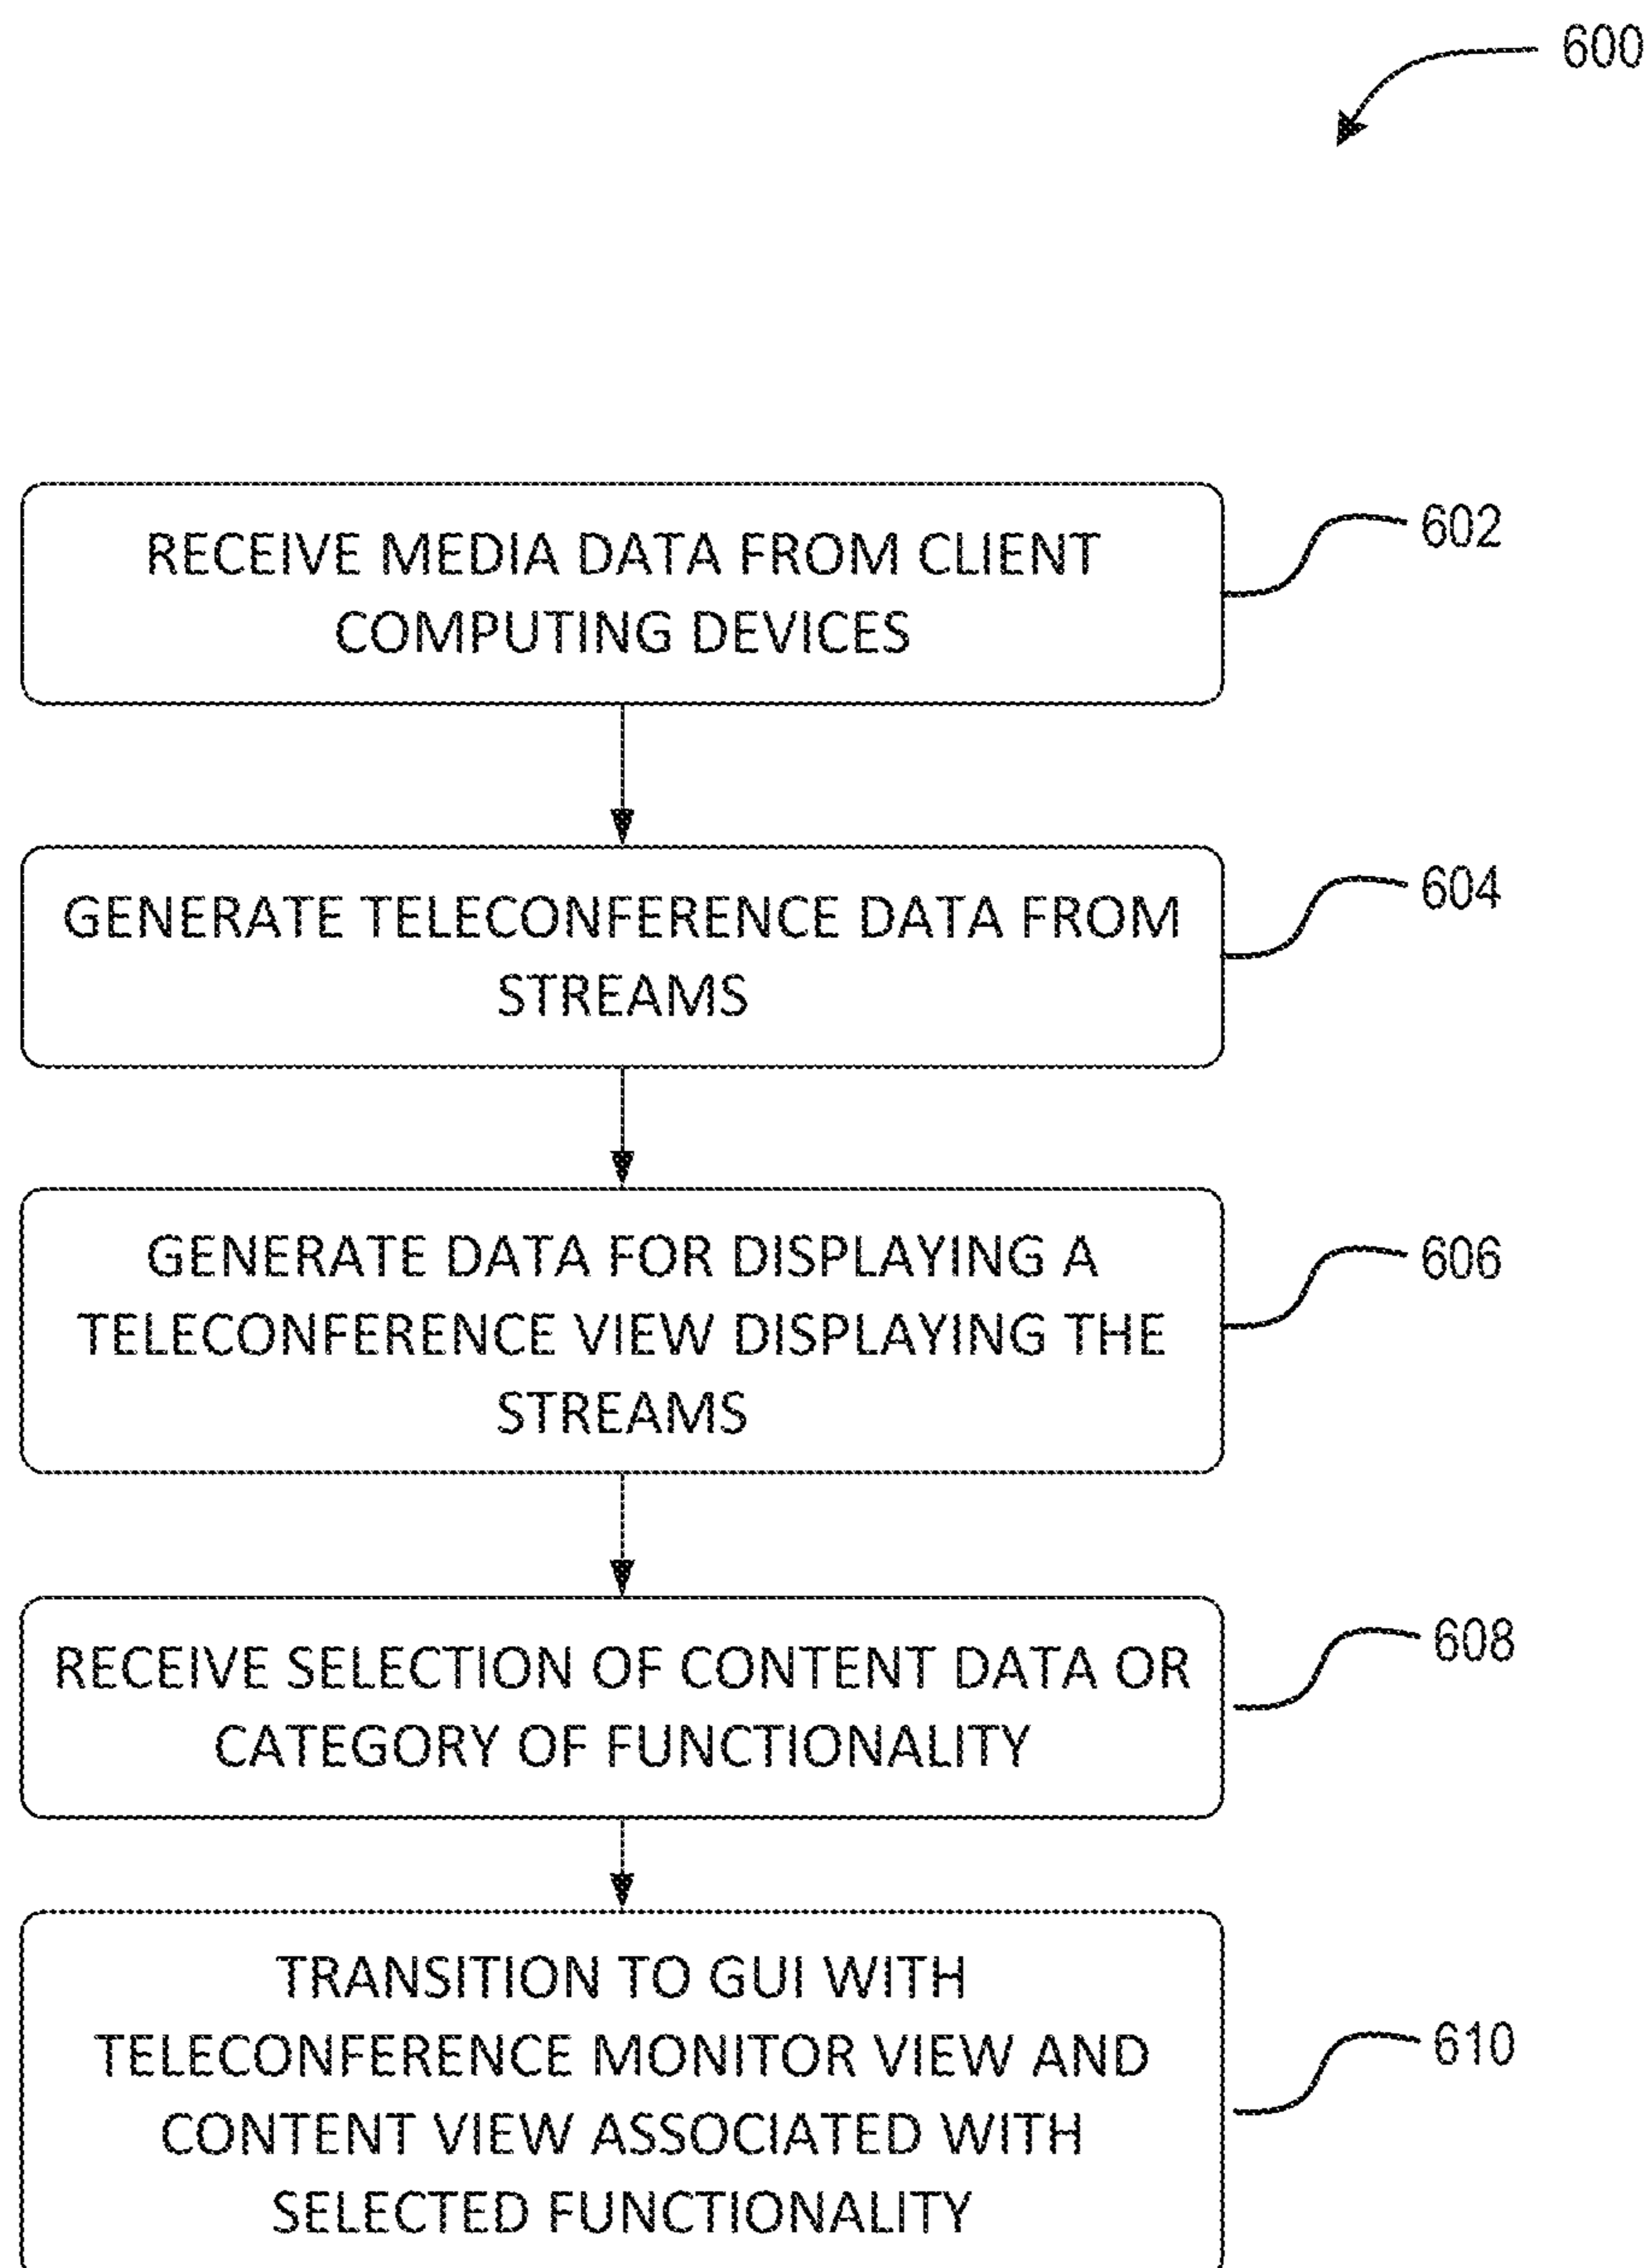 600
RECEIVE MEDIA DATA FROM CLIENT
COMPUTING DEVICES
602
GENERATE TELECONFERENCE DATA FROM
STREAMS
604
GENERATE DATA FOR DISPLAYING A
TELECONFERENCE VIEW DISPLAYING THE
STREAMS
606
RECEIVE SELECTION OF CONTENT DATA OR
CATEGORY OF FUNCTIONALITY
608
TRANSITION TO GUI WITH
TELECONFERENCE MONITOR VIEW AND
CONTENT VIEW ASSOCIATED WITH
SELECTED FUNCTIONALITY
610